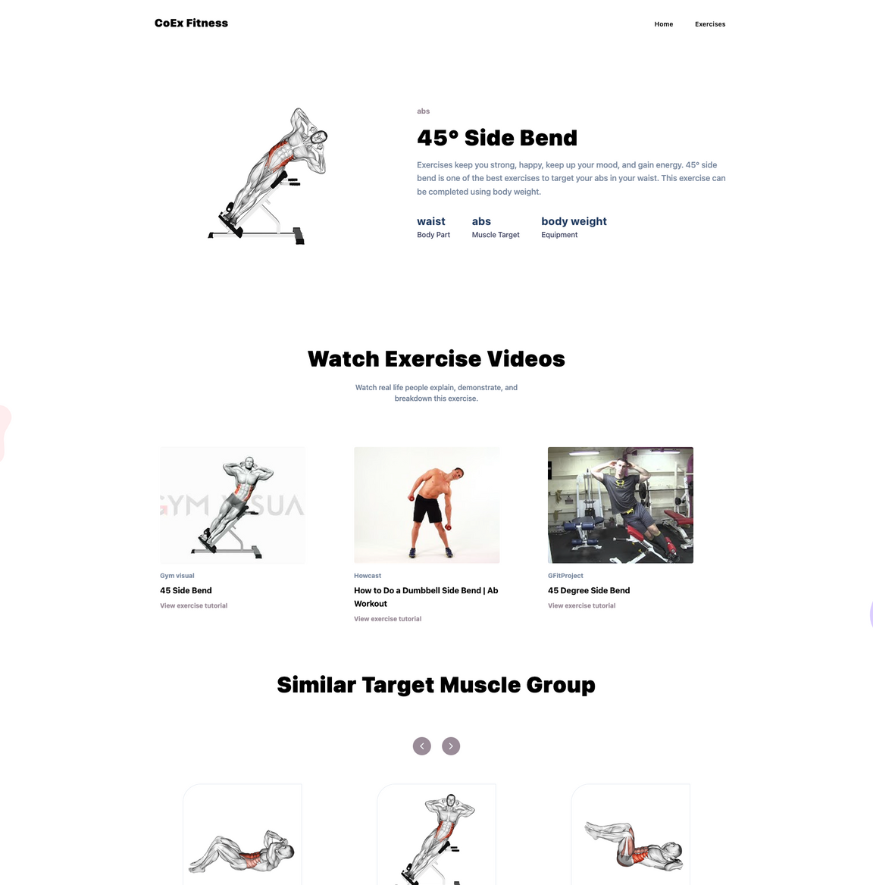 CoEx Fitness
Home
Exercises
abs
45° Side Bend
Exercises keep you strong, happy, keep up your mood, and gain energy. 45° side
bend is one of the best exercises to target your abs in your waist. This exercise can
be completed using body weight.
waist
Body Part
abs
Muscle Target
body weight
Equipment
Watch Exercise Videos
Watch real life people explain, demonstrate, and
breakdown this exercise.
GYM VISUA
Gym visual
45 Side Bend
View exercise tutorial
Howcast
How to Do a Dumbbell Side Bend | Ab
Workout
View exercise tutorial
GFitProject
45 Degree Side Bend
View exercise tutorial
Similar Target Muscle Group